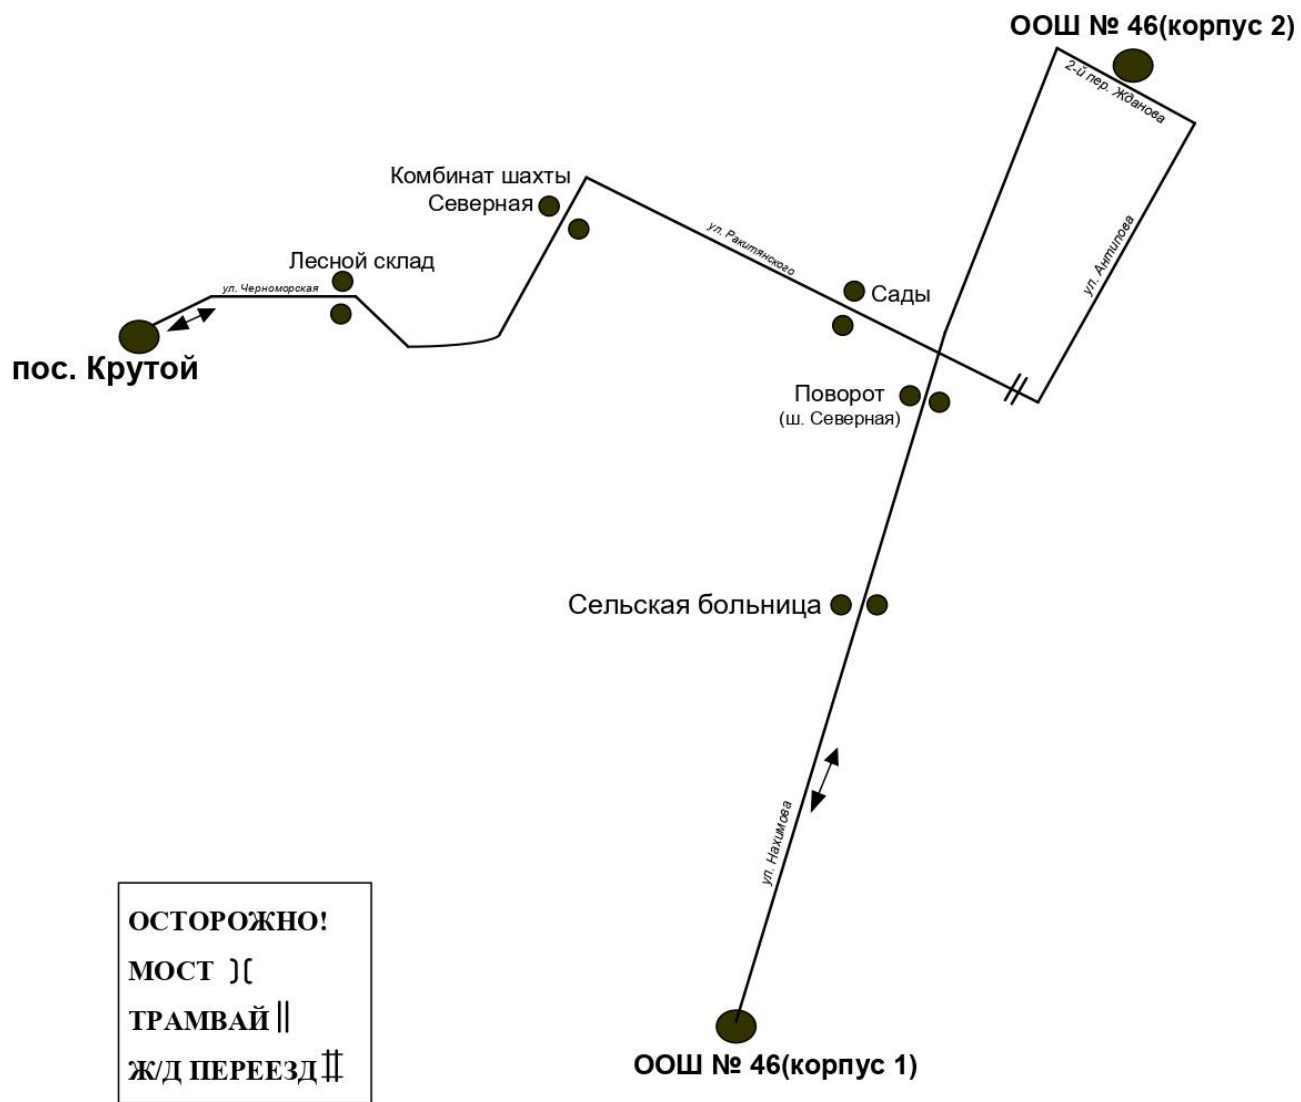 ООШ № 46(корпус 2)
2-й пер. Жданова
Комбинат шахты
Северная
ул. Ракитянского
ул. Антипова
Лесной склад
ул. Черноморская
Сады
пос. Крутой
Поворот
(ш. Северная)
Сельская больница
ул. Нахимова
ОСТОРОЖНО!
МОСТ
ТРАМВАЙ
Ж/Д ПЕРЕЕЗД
ООШ № 46(корпус 1)